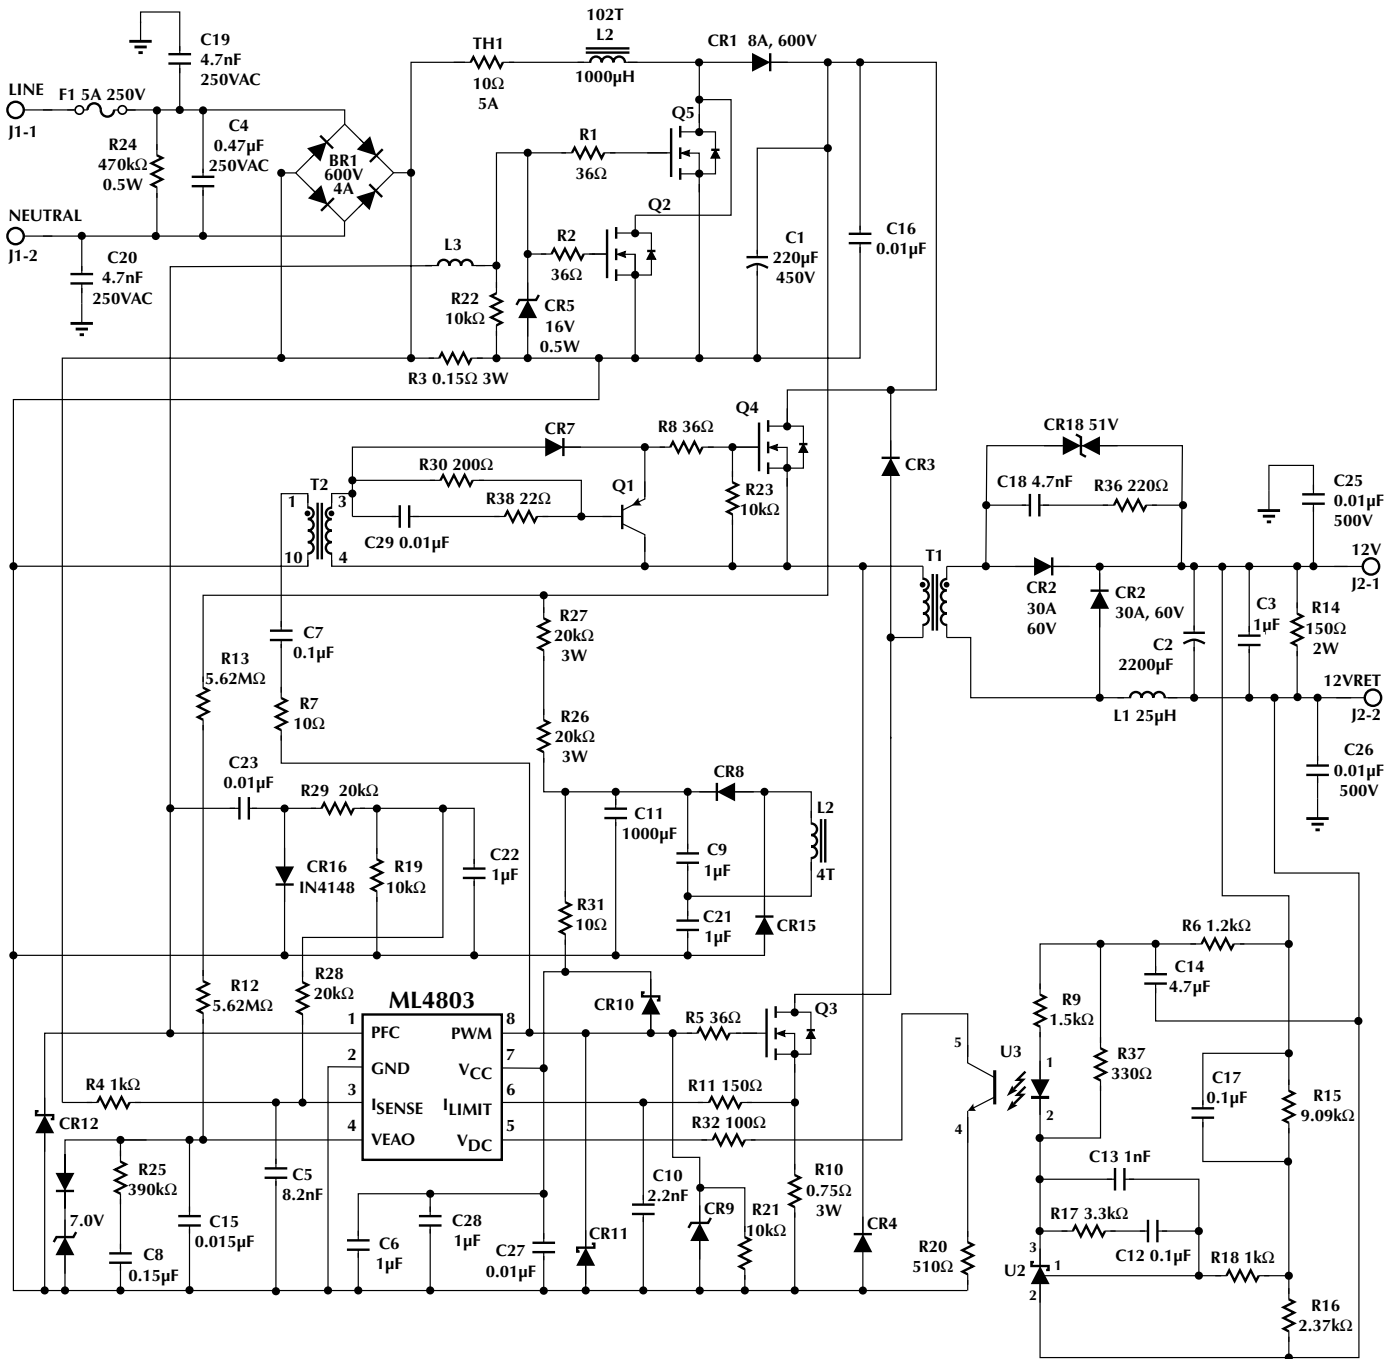 102T
L2
1000µH
CR1 8A, 600V
TH1
10Ω
5A
C19
4.7nF
250VAC
LINE
J1-1
F1 5A 250V
R24
470kΩ
0.5W
C4
0.47µF
250VAC
BR1
600V
4A
Q5
R1
36Ω
NEUTRAL
J1-2
C20
4.7nF
250VAC
L3
Q2
R2
36Ω
C1
220µF
450V
C16
0.01µF
R22
10kΩ
CR5
16V
0.5W
R3 0.15Ω 3W
Q4
CR7
R8 36Ω
R30 200Ω
R38 22Ω
Q1
C29 0.01µF
R23
10kΩ
CR3
T2
1
3
10
4
CR18 51V
C18 4.7nF
R36 220Ω
C25
0.01µF
500V
T1
12V
J2-1
CR2
30A
60V
CR2
30A, 60V
C2
2200µF
C3
1µF
R14
150Ω
2W
12VRET
J2-2
L1 25µH
C26
0.01µF
500V
R27
20kΩ
3W
C7
0.1µF
R13
5.62MΩ
R7
10Ω
R26
20kΩ
3W
C23
0.01µF
R29 20kΩ
CR8
L2
4T
C11
1000µF
C9
1µF
CR16
IN4148
R19
10kΩ
C22
1µF
R31
10Ω
C21
1µF
CR15
R6 1.2kΩ
C14
4.7µF
R12
5.62MΩ
R28
20kΩ
ML4803
CR10
Q3
R9
1.5kΩ
1
PFC
PWM
8
2
GND
VCC
7
3
ISENSE
ILIMIT
6
4
VEAO
VDC
5
R5 36Ω
R11 150Ω
R32 100Ω
5
U3
4
1
2
R37
330Ω
C17
0.1µF
R15
9.09kΩ
R4 1kΩ
CR12
R25
390kΩ
C5
8.2nF
C10
2.2nF
R10
0.75Ω
3W
7.0V
C15
0.015µF
C8
0.15µF
C6
1µF
C28
1µF
C27
0.01µF
CR11
CR9
R21
10kΩ
CR4
R20
510Ω
C13 1nF
R17 3.3kΩ
C12 0.1µF
R18 1kΩ
3
1
U2
2
R16
2.37kΩ